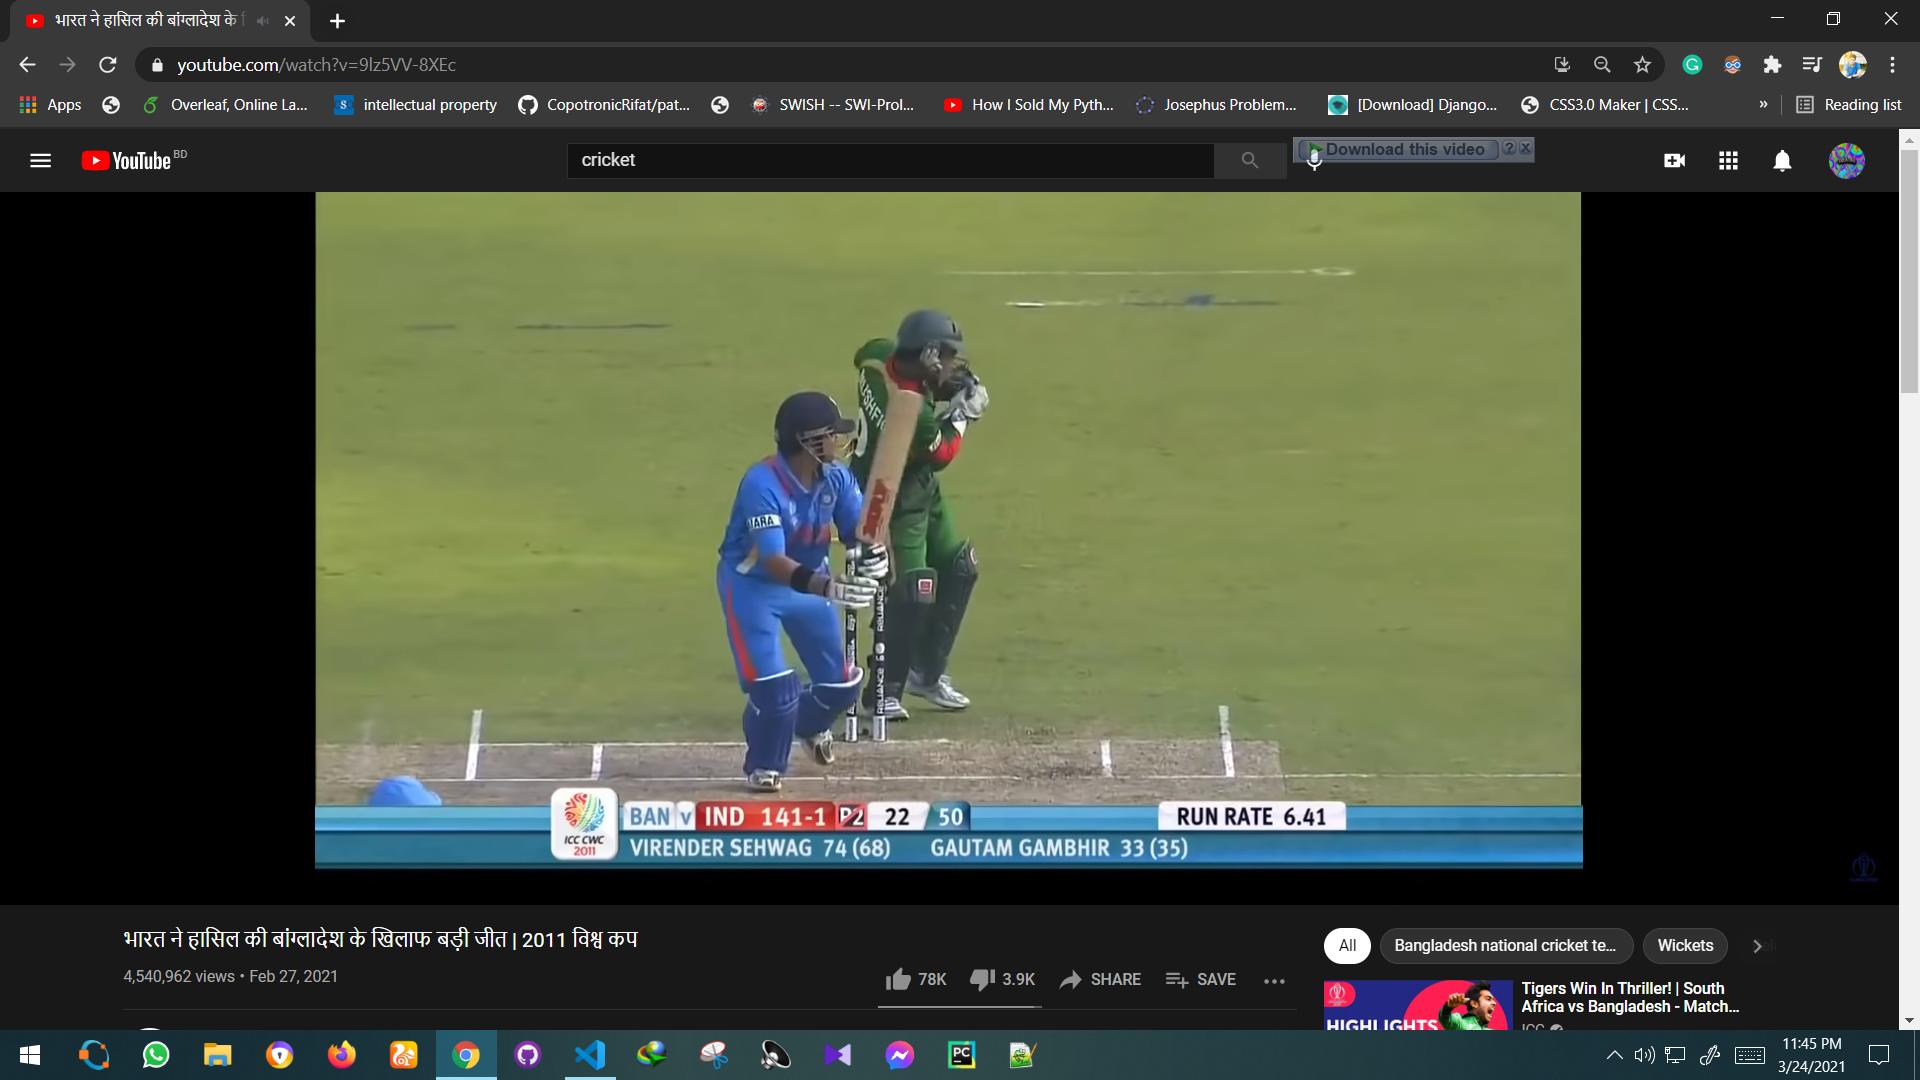 भारत ने हासिल की बांग्लादेश के
youtube.com/watch?v=9lz5VV-8XEc
Apps Overleaf, Online La... intellectual property CopotronicRifat/pat... SWISH -- SWI-Prol... How I Sold My Pyth... Josephus Problem... [Download] Django... CSS3.0 Maker | CSS... » Reading list
YouTube BD cricket Download this video ? X
RELIANCE
BAN v IND 141-1 P2 22 50 RUN RATE 6.41
ICC CWC 2011
VIRENDER SEHWAG 74 (68) GAUTAM GAMBHIR 33 (35)
भारत ने हासिल की बांग्लादेश के खिलाफ बड़ी जीत | 2011 विश्व कप
4,540,962 views • Feb 27, 2021
78K 3.9K SHARE SAVE
All Bangladesh national cricket te... Wickets
Tigers Win In Thriller! | South
Africa vs Bangladesh - Match...
HIGHLIGHTS
ICC
PC
11:45 PM
3/24/2021